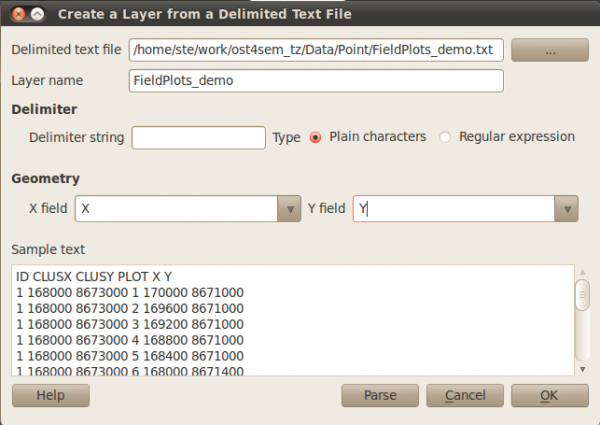 Create a Layer from a Delimited Text File
Delimited text file /home/ste/work/ost4sem_tz/Data/Point/FieldPlots_demo.txt ...
Layer name FieldPlots_demo
Delimiter
Delimiter string Type Plain characters Regular expression
Geometry
X field X Y field Y
Sample text
ID CLUSX CLUSY PLOT X Y
1 168000 8673000 1 170000 8671000
1 168000 8673000 2 169600 8671000
1 168000 8673000 3 169200 8671000
1 168000 8673000 4 168800 8671000
1 168000 8673000 5 168400 8671000
1 168000 8673000 6 168000 8671400
Help Parse Cancel OK